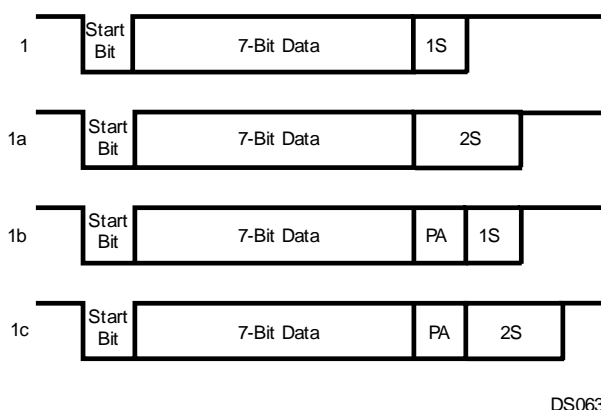 1 Start Bit 7-Bit Data 1S
1a Start Bit 7-Bit Data 2S
1b Start Bit 7-Bit Data PA 1S
1c Start Bit 7-Bit Data PA 2S
DS063